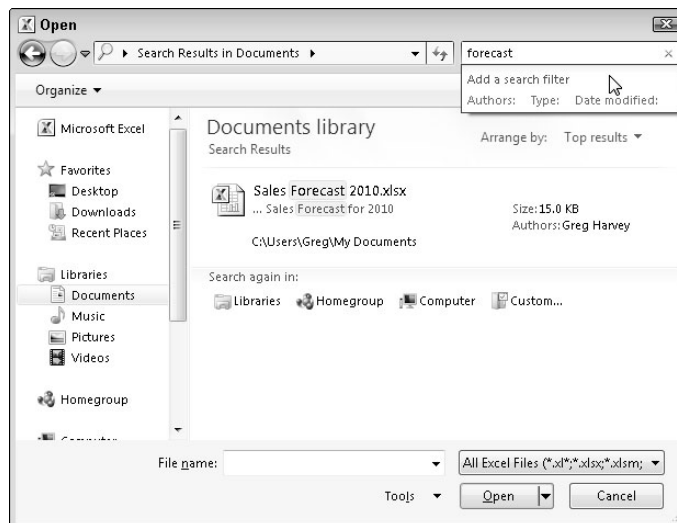 Open
Search Results in Documents
forecast
Add a search filter
Authors: Type: Date modified:
Organize
Microsoft Excel
Favorites
Desktop
Downloads
Recent Places
Libraries
Documents
Music
Pictures
Videos
Homegroup
Documents library
Search Results
Arrange by: Top results
Sales Forecast 2010.xlsx
... Sales Forecast for 2010
C:\Users\Greg\My Documents
Size: 15.0 KB
Authors: Greg Harvey
Search again in:
Libraries Homegroup Computer Custom...
File name:
All Excel Files (*.xl*;*.xlsx;*.xlsm;
Tools Open Cancel